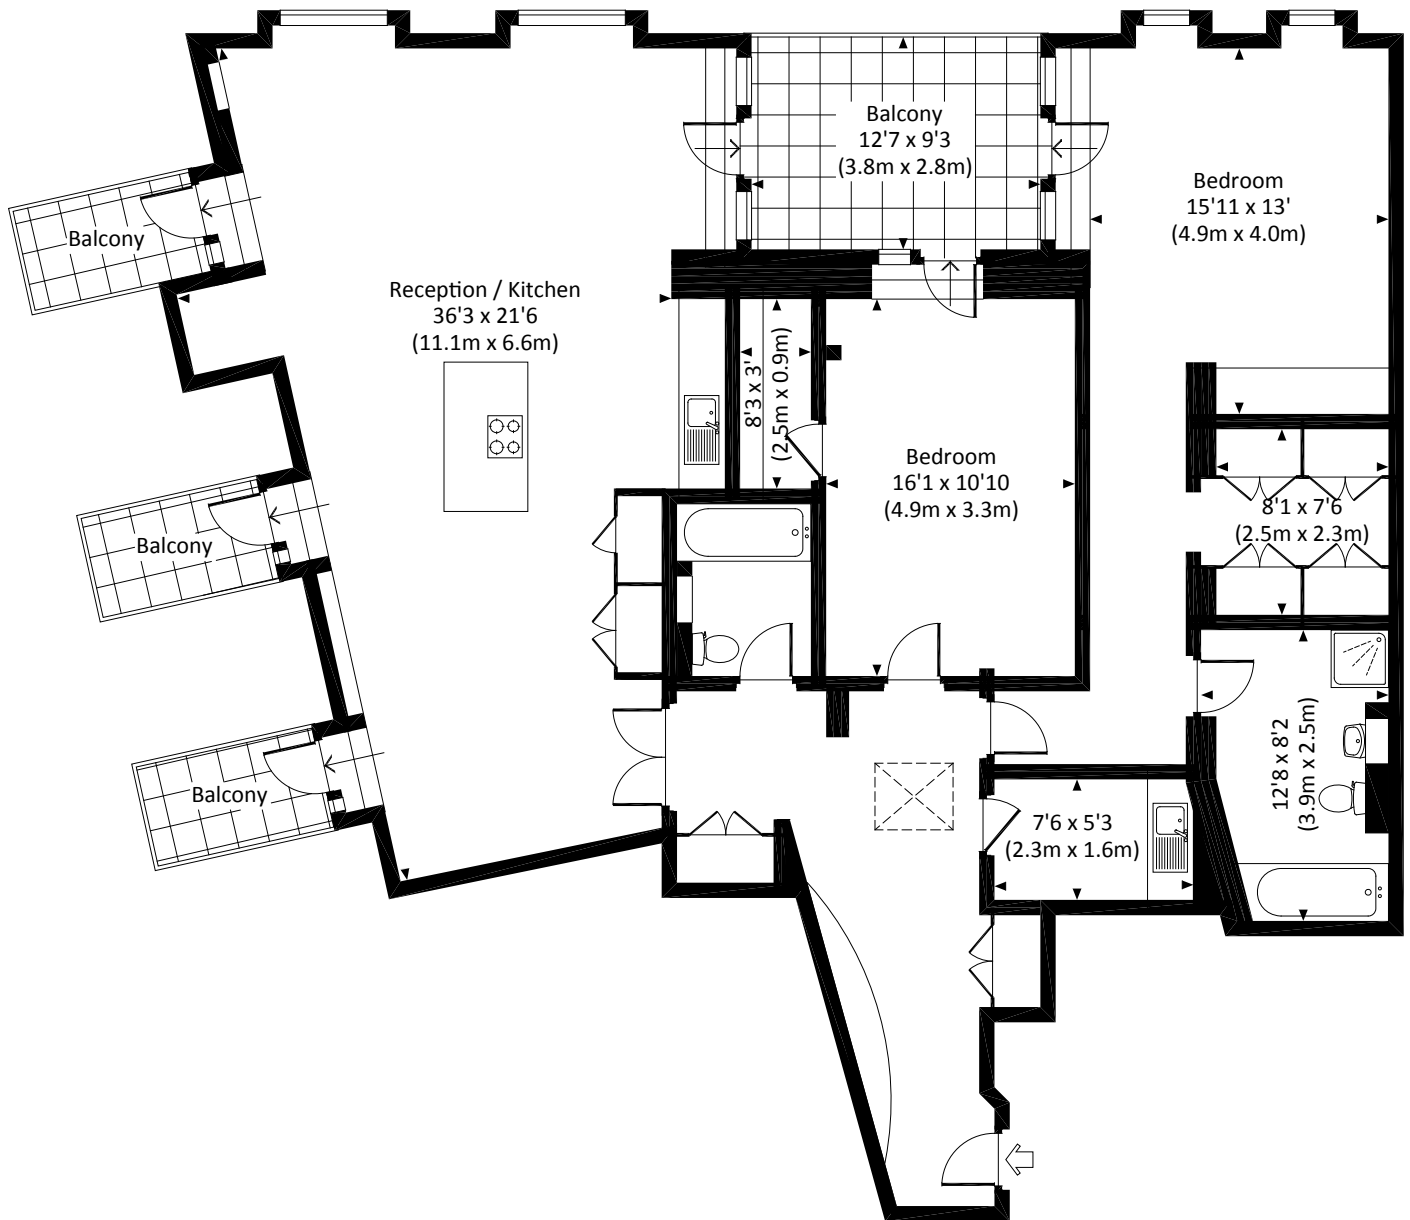 Balcony
12'7 x 9'3
(3.8m x 2.8m)
Bedroom
15'11 x 13'
(4.9m x 4.0m)
Balcony
Reception / Kitchen
36'3 x 21'6
(11.1m x 6.6m)
8'3 x 3'
(2.5m x 0.9m)
Bedroom
16'1 x 10'10
(4.9m x 3.3m)
8'1 x 7'6
(2.5m x 2.3m)
Balcony
12'8 x 8'2
(3.9m x 2.5m)
Balcony
7'6 x 5'3
(2.3m x 1.6m)